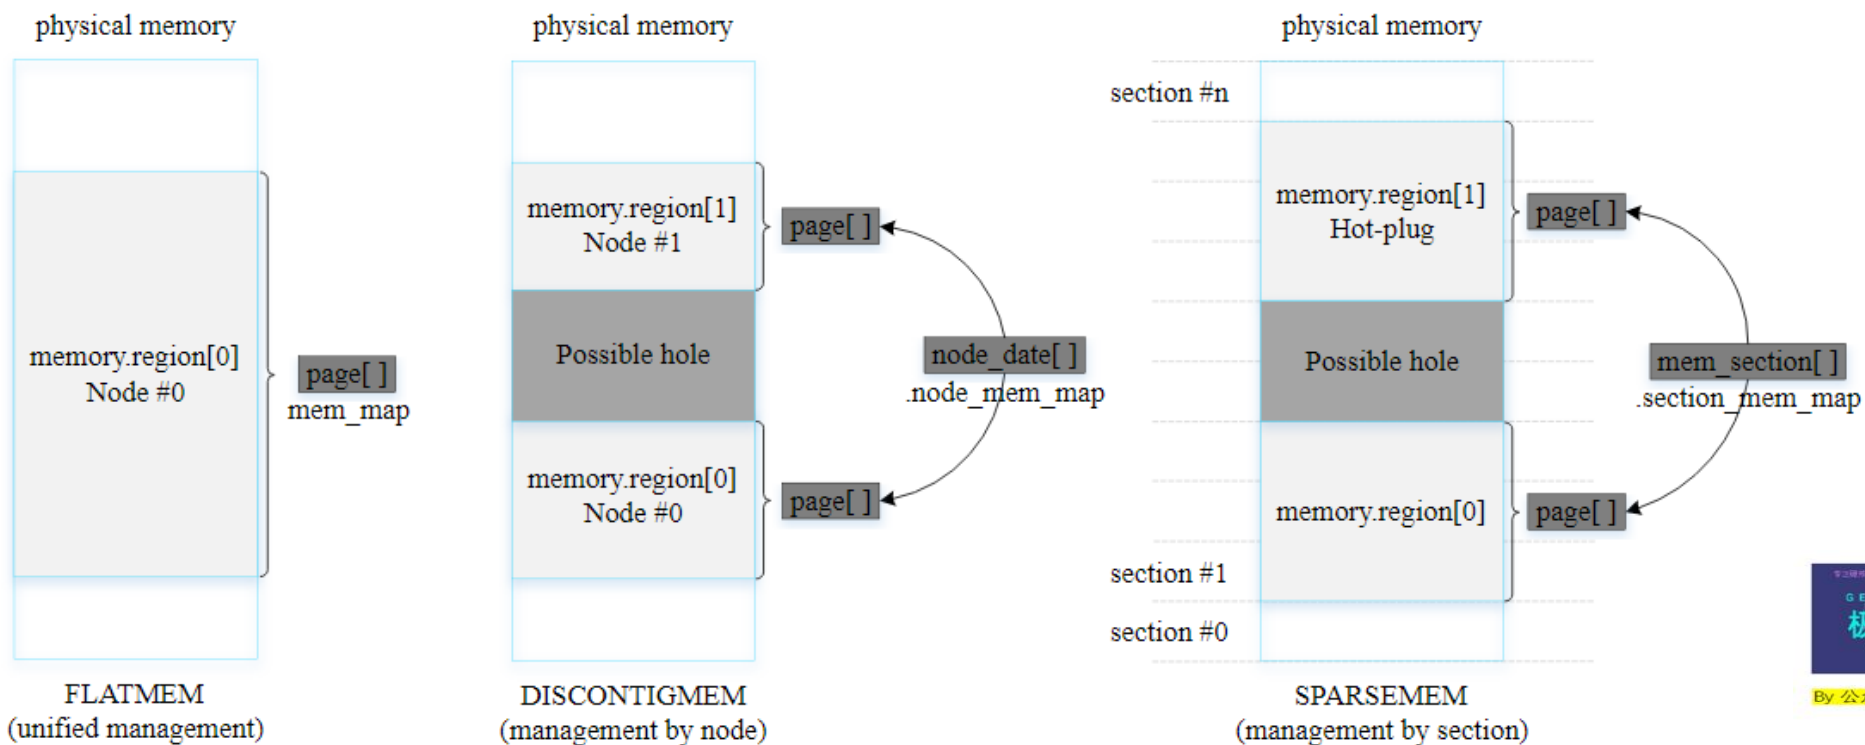 physical memory
memory.region[0]
Node #0
page[ ]
mem_map
FLATMEM
(unified management)
physical memory
memory.region[1]
Node #1
page[ ]
Possible hole
node_date[ ]
.node_mem_map
memory.region[0]
Node #0
page[ ]
DISCONTIGMEM
(management by node)
physical memory
section #n
memory.region[1]
Hot-plug
page[ ]
Possible hole
mem_section[ ]
.section_mem_map
memory.region[0]
page[ ]
section #1
section #0
SPARSEMEM
(management by section)
G E
极
By 公